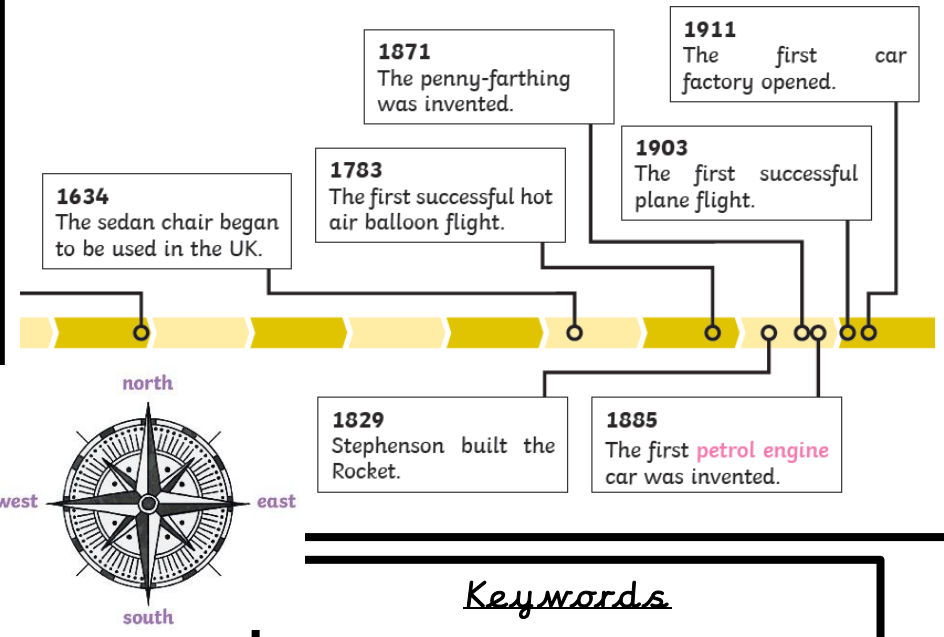 1911
The first car
factory opened.
1871
The penny-farthing
was invented.
1903
The first successful
plane flight.
1783
The first successful hot
air balloon flight.
1634
The sedan chair began
to be used in the UK.
1829
Stephenson built the
Rocket.
1885
The first petrol engine
car was invented.
north
west
east
south
Keywords